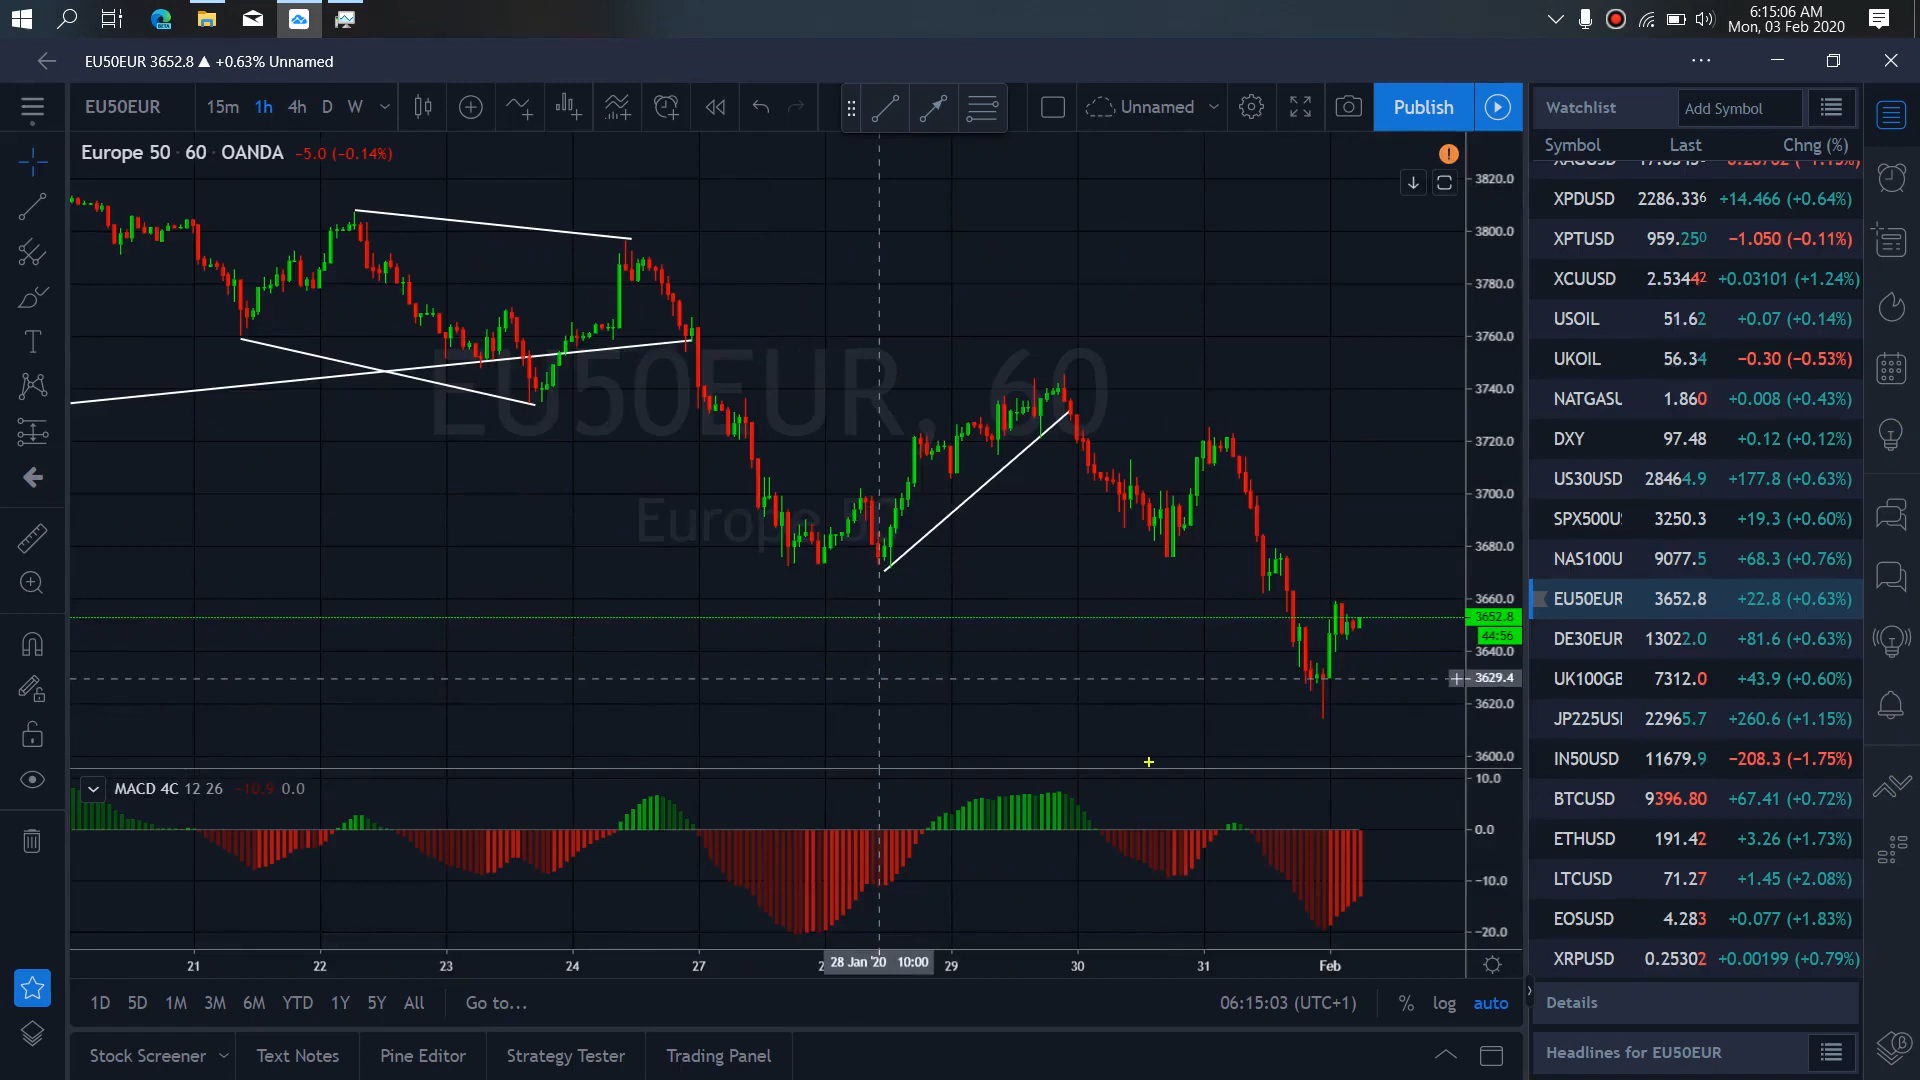 6:15:06 AM
Mon, 03 Feb 2020
EU50EUR 3652.8 ▲ +0.63% Unnamed
EU50EUR 15m 1h 4h D W Unnamed Publish
Europe 50 · 60 · OANDA −5.0 (−0.14%)
EU50EUR, 60
Europe 50
3820.0
3800.0
3780.0
3760.0
3740.0
3720.0
3700.0
3680.0
3660.0
3652.8
44:56
3640.0
3629.4
3620.0
3600.0
MACD 4C 12 26 −10.9 0.0
10.0
0.0
−10.0
−20.0
21 22 23 24 27 28 Jan '20 10:00 29 30 31 Feb
1D 5D 1M 3M 6M YTD 1Y 5Y All Go to... 06:15:03 (UTC+1) % log auto
Stock Screener Text Notes Pine Editor Strategy Tester Trading Panel
Watchlist Add Symbol
Symbol Last Chng (%)
XPDUSD 2286.336 +14.466 (+0.64%)
XPTUSD 959.250 −1.050 (−0.11%)
XCUUSD 2.53442 +0.03101 (+1.24%)
USOIL 51.62 +0.07 (+0.14%)
UKOIL 56.34 −0.30 (−0.53%)
NATGASU 1.860 +0.008 (+0.43%)
DXY 97.48 +0.12 (+0.12%)
US30USD 28464.9 +177.8 (+0.63%)
SPX500U 3250.3 +19.3 (+0.60%)
NAS100U 9077.5 +68.3 (+0.76%)
EU50EUR 3652.8 +22.8 (+0.63%)
DE30EUR 13022.0 +81.6 (+0.63%)
UK100GB 7312.0 +43.9 (+0.60%)
JP225US 22965.7 +260.6 (+1.15%)
IN50USD 11679.9 −208.3 (−1.75%)
BTCUSD 9396.80 +67.41 (+0.72%)
ETHUSD 191.42 +3.26 (+1.73%)
LTCUSD 71.27 +1.45 (+2.08%)
EOSUSD 4.283 +0.077 (+1.83%)
XRPUSD 0.25302 +0.00199 (+0.79%)
Details
Headlines for EU50EUR